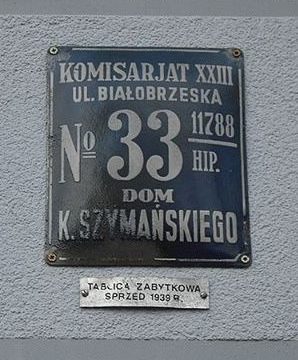 KOMISARJAT XXIII
UL. BIAŁOBRZESKA
№ 33 11788
HIP.
DOM
K. SZYMAŃSKIEGO
TABLICA ZABYTKOWA
SPRZED 1939 R.